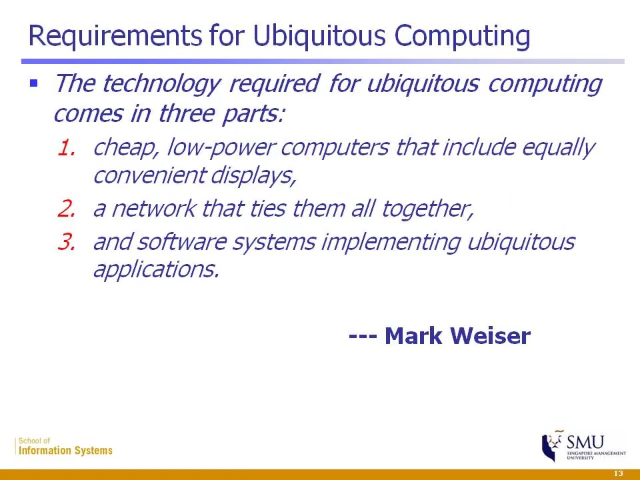 Requirements for Ubiquitous Computing
▪ The technology required for ubiquitous computing
comes in three parts:
1. cheap, low-power computers that include equally
convenient displays,
2. a network that ties them all together,
3. and software systems implementing ubiquitous
applications.
--- Mark Weiser
School of
Information Systems
SMU
SINGAPORE MANAGEMENT
UNIVERSITY
13